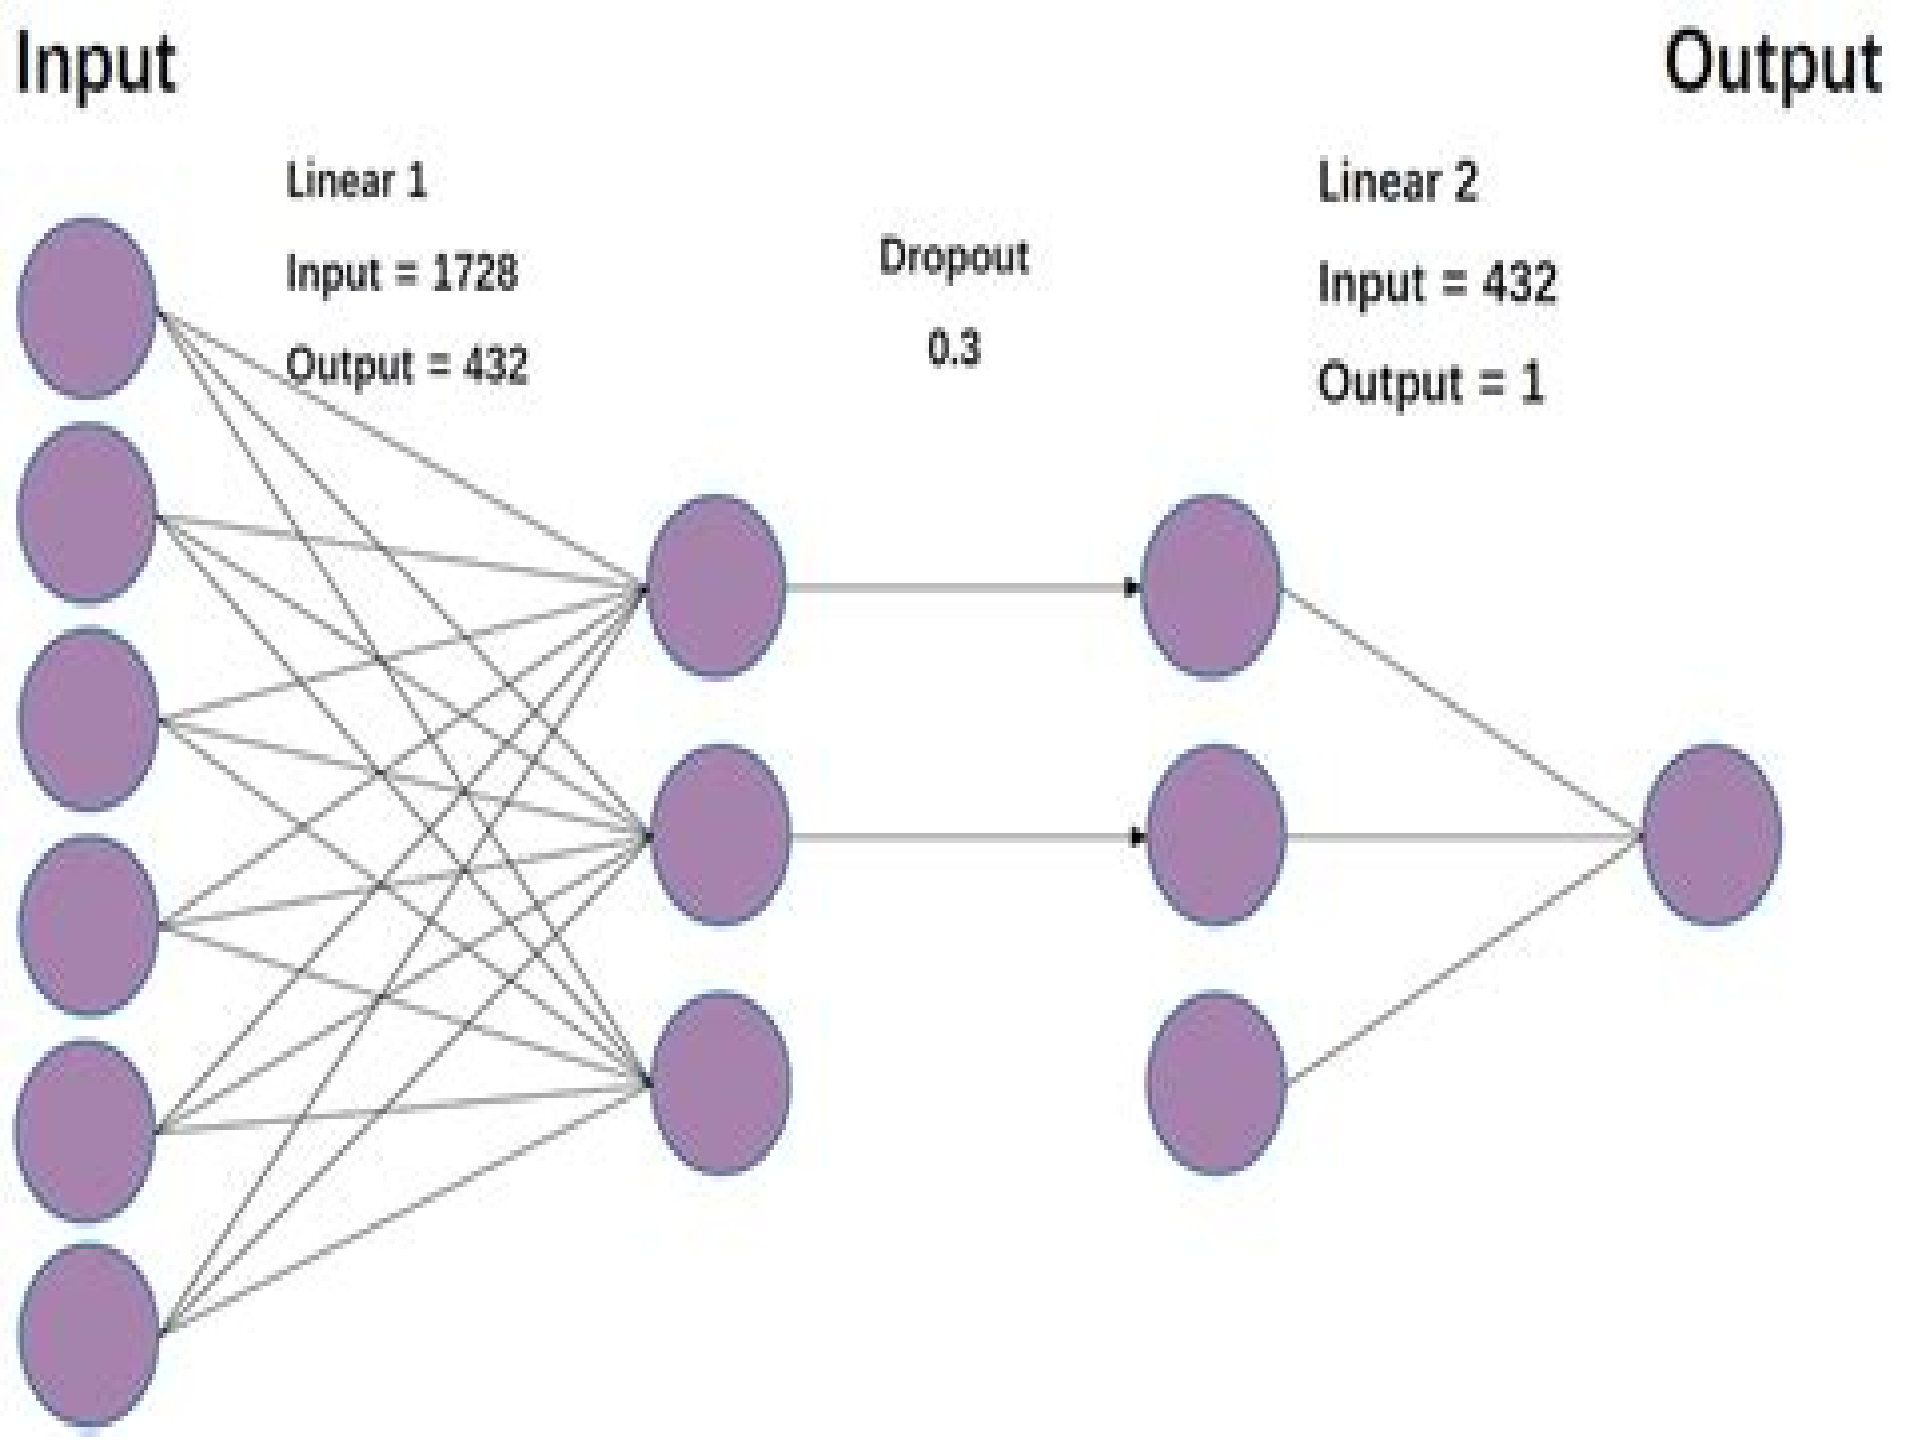 Input
Output
Linear 1
Input = 1728
Output = 432
Dropout
0.3
Linear 2
Input = 432
Output = 1